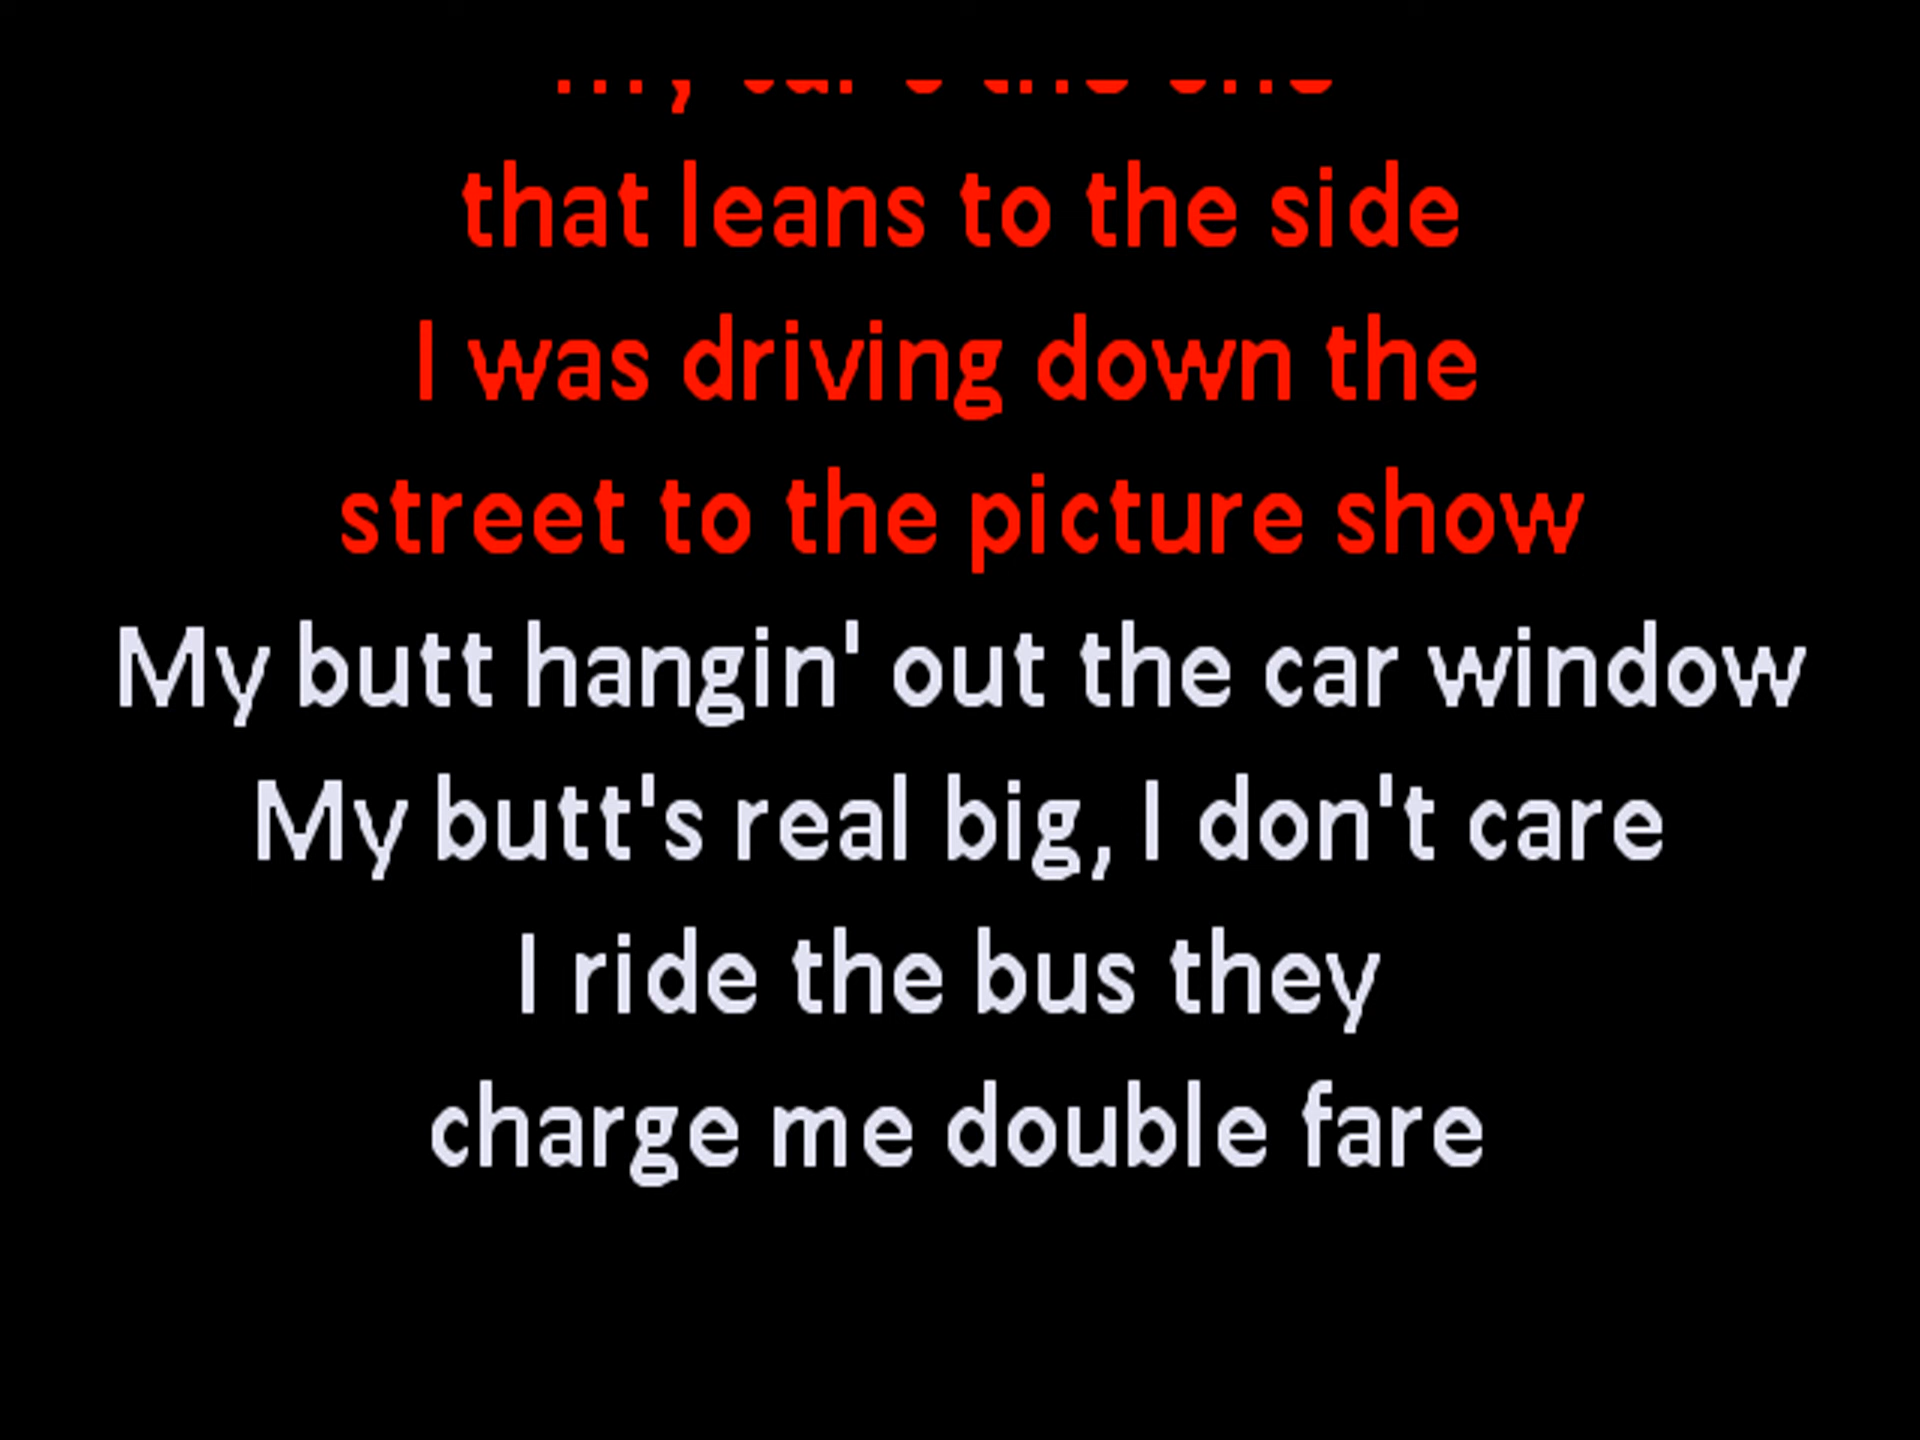 that leans to the side
I was driving down the
street to the picture show
My butt hangin' out the car window
My butt's real big, I don't care
I ride the bus they
charge me double fare